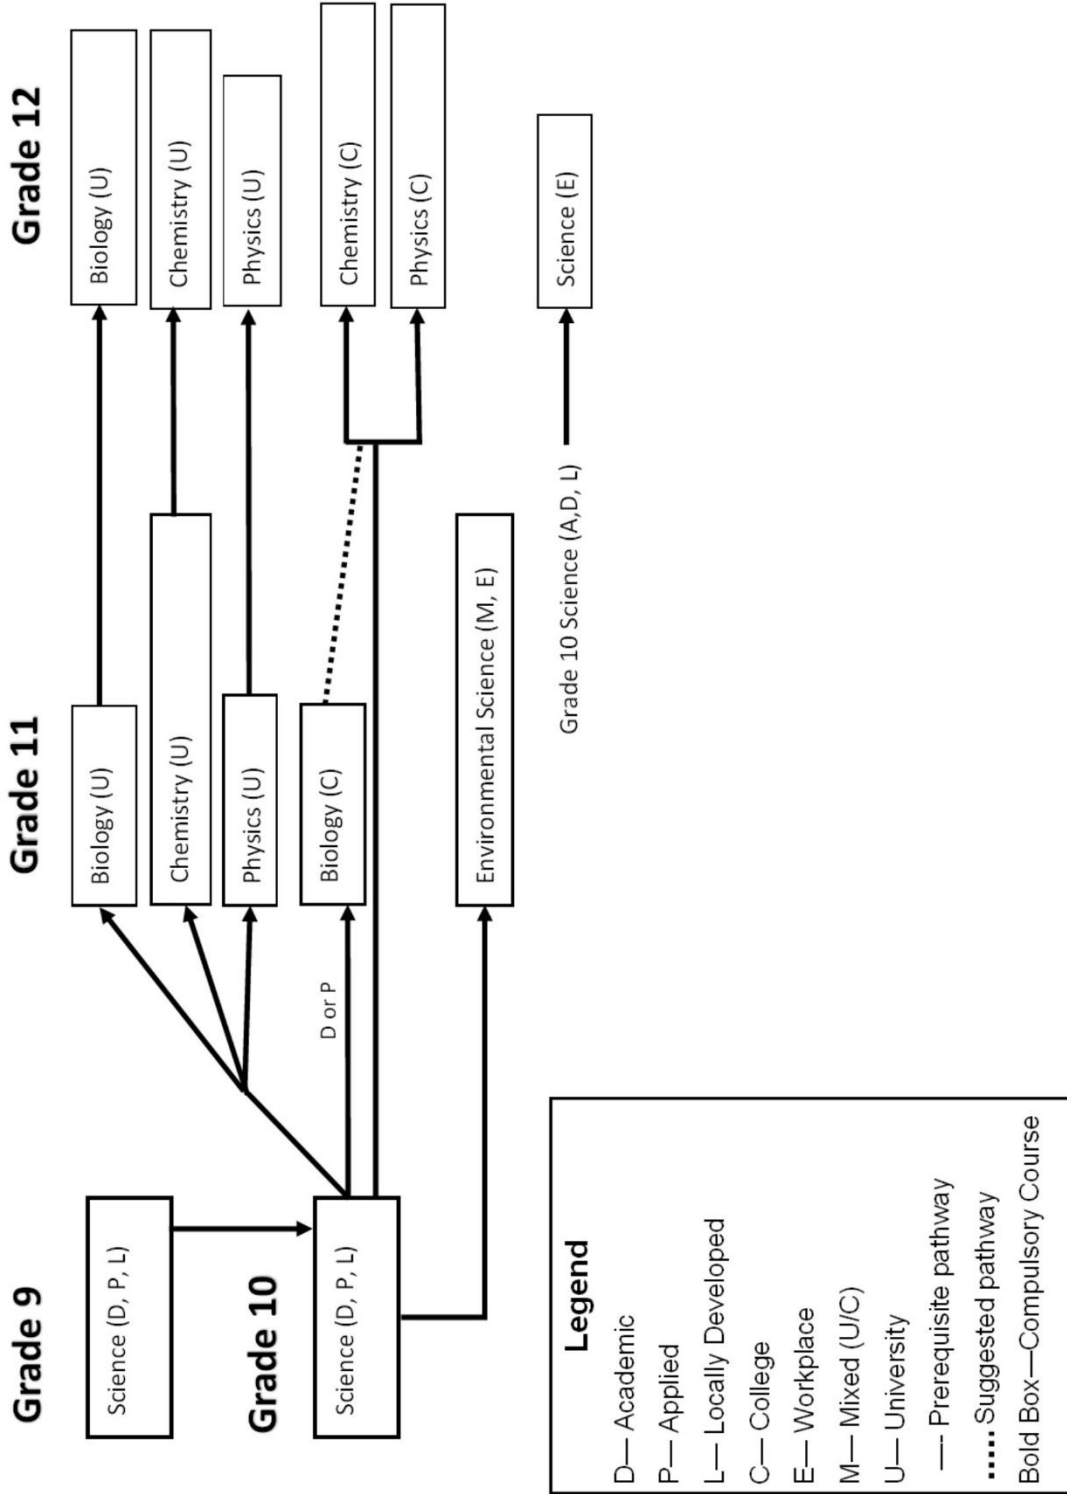 Grade 9
Science (D, P, L)
Grade 10
Science (D, P, L)
D or P
Grade 11
Biology (U)
Chemistry (U)
Physics (U)
Biology (C)
Environmental Science (M, E)
Grade 10 Science (A,D, L)
Grade 12
Biology (U)
Chemistry (U)
Physics (U)
Chemistry (C)
Physics (C)
Science (E)
Legend
D— Academic
P— Applied
L— Locally Developed
C— College
E— Workplace
M— Mixed (U/C)
U— University
—- Prerequisite pathway
..... Suggested pathway
Bold Box—Compulsory Course